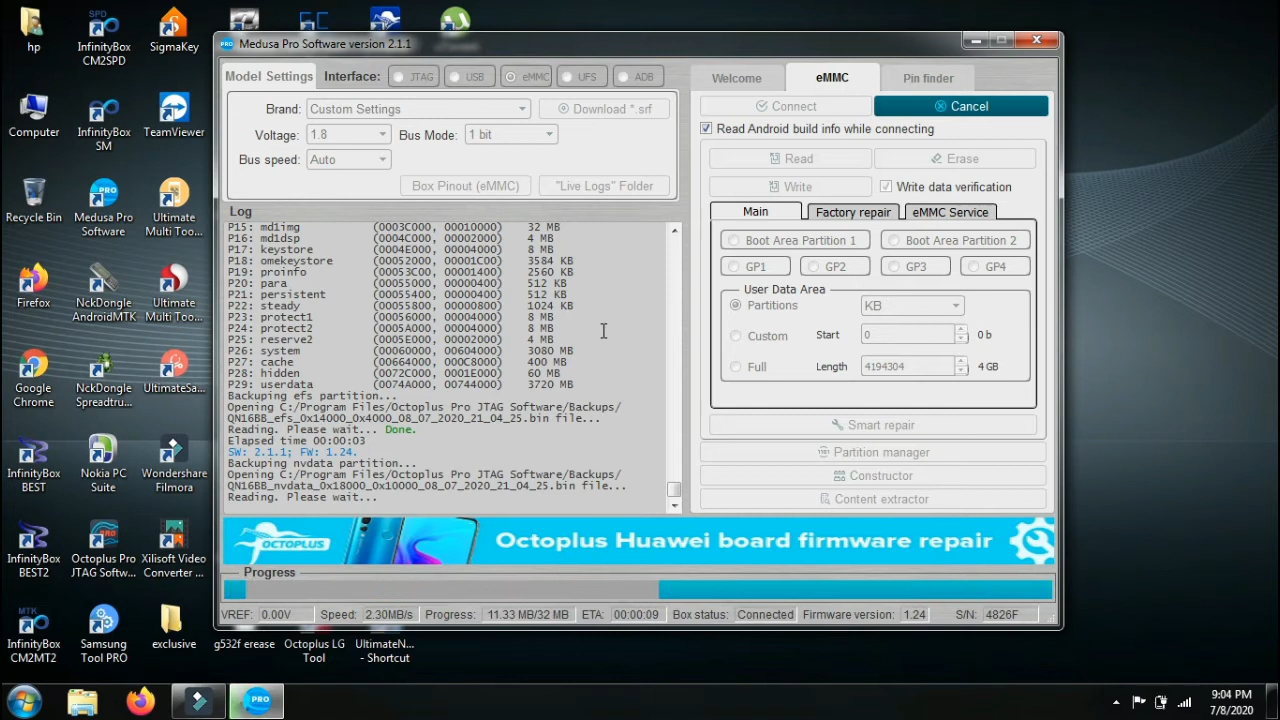 hp
InfinityBox
CM2SPD
SigmaKey
Computer
InfinityBox
SM
TeamViewer
Recycle Bin
Medusa Pro
Software
Ultimate
Multi Too...
Firefox
NckDongle
AndroidMTK
Ultimate
Multi Too...
Google
Chrome
NckDongle
Spreadtru...
UltimateSa...
InfinityBox
BEST
Nokia PC
Suite
Wondershare
Filmora
InfinityBox
BEST2
Octoplus Pro
JTAG Softw...
Xilisoft Video
Converter ...
InfinityBox
CM2MT2
Samsung
Tool PRO
exclusive
g532f erease
Octoplus LG
Tool
UltimateN...
- Shortcut
Medusa Pro Software version 2.1.1
Model Settings
Interface:
JTAG
USB
eMMC
UFS
ADB
Brand:
Custom Settings
Download *.srf
Voltage:
1.8
Bus Mode:
1 bit
Bus speed:
Auto
Box Pinout (eMMC)
"Live Logs" Folder
Log
P15: md1img (0003C000, 00010000) 32 MB
P16: md1dsp (0004C000, 00002000) 4 MB
P17: keystore (0004E000, 00004000) 8 MB
P18: omekeystore (00052000, 00001C00) 3584 KB
P19: proinfo (00053C00, 00001400) 2560 KB
P20: para (00055000, 00000400) 512 KB
P21: persistent (00055400, 00000400) 512 KB
P22: steady (00055800, 00000800) 1024 KB
P23: protect1 (00056000, 00004000) 8 MB
P24: protect2 (0005A000, 00004000) 8 MB
P25: reserve2 (0005E000, 00002000) 4 MB
P26: system (00060000, 00604000) 3080 MB
P27: cache (00664000, 000C8000) 400 MB
P28: hidden (0072C000, 0001E000) 60 MB
P29: userdata (0074A000, 00744000) 3720 MB
Backuping efs partition...
Opening C:/Program Files/Octoplus Pro JTAG Software/Backups/
QN16BB_efs_0x14000_0x4000_08_07_2020_21_04_25.bin file...
Reading. Please wait... Done.
Elapsed time 00:00:03
SW: 2.1.1; FW: 1.24.
Backuping nvdata partition...
Opening C:/Program Files/Octoplus Pro JTAG Software/Backups/
QN16BB_nvdata_0x18000_0x10000_08_07_2020_21_04_25.bin file...
Reading. Please wait...
Welcome
eMMC
Pin finder
Connect
Cancel
Read Android build info while connecting
Read
Erase
Write
Write data verification
Main
Factory repair
eMMC Service
Boot Area Partition 1
Boot Area Partition 2
GP1
GP2
GP3
GP4
User Data Area
Partitions
KB
Custom
Start
0
0 b
Full
Length
4194304
4 GB
Smart repair
Partition manager
Constructor
Content extractor
OCTOPLUS
Octoplus Huawei board firmware repair
Progress
VREF: 0.00V
Speed: 2.30MB/s
Progress: 11.33 MB/32 MB
ETA: 00:00:09
Box status: Connected
Firmware version: 1.24
S/N: 4826F
PRO
9:04 PM
7/8/2020